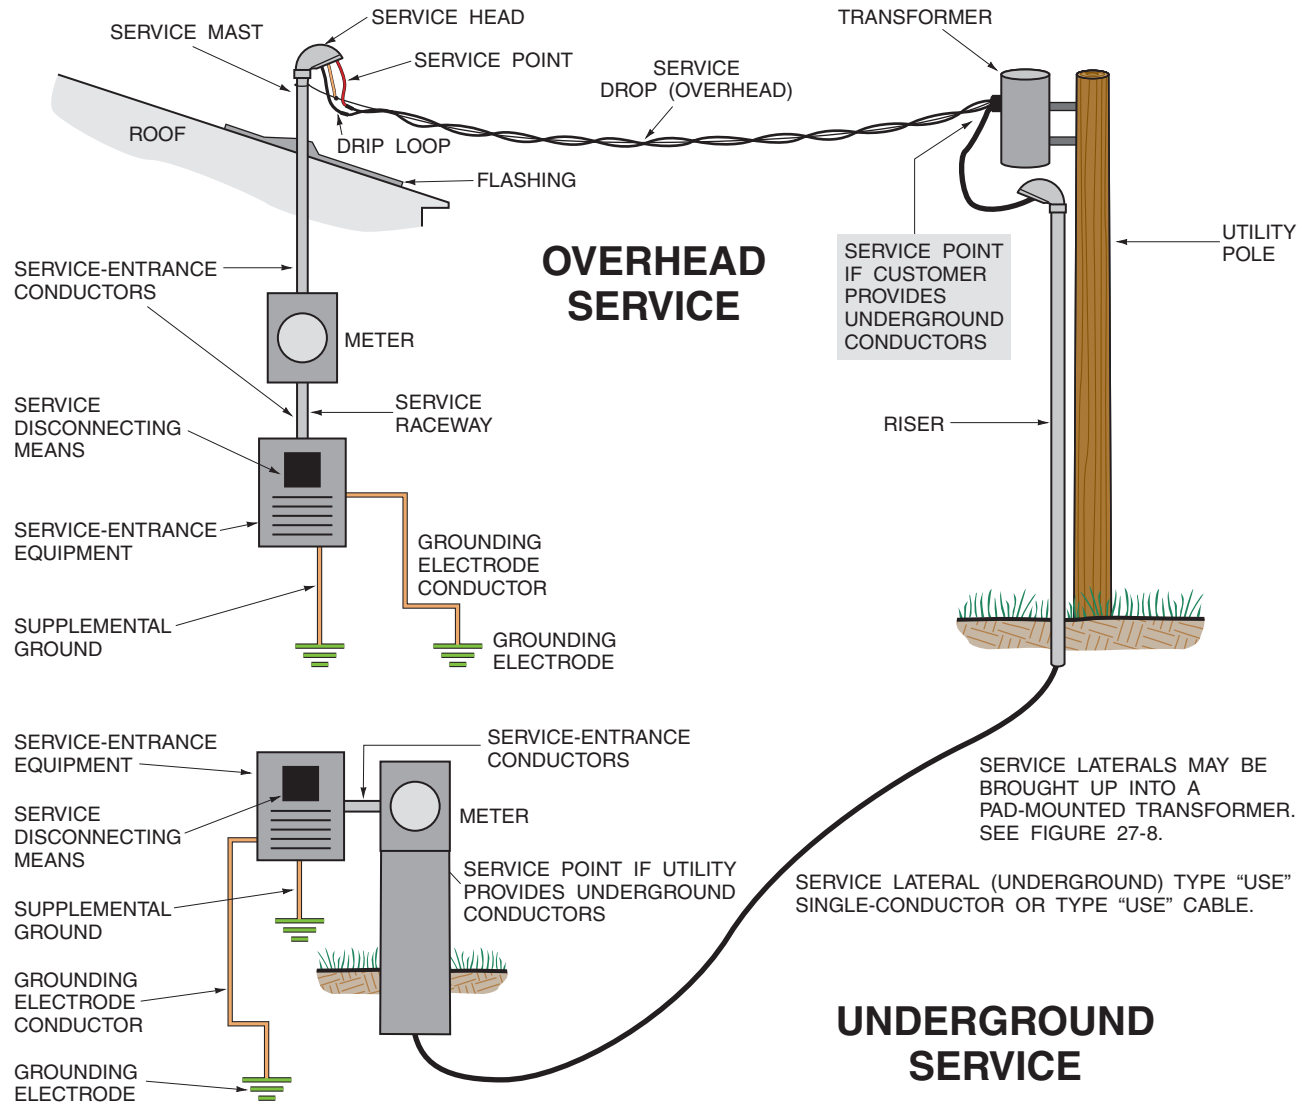 SERVICE HEAD
SERVICE MAST
SERVICE POINT
SERVICE
DROP (OVERHEAD)
TRANSFORMER
ROOF
DRIP LOOP
FLASHING
OVERHEAD
SERVICE
SERVICE POINT
IF CUSTOMER
PROVIDES
UNDERGROUND
CONDUCTORS
UTILITY
POLE
SERVICE-ENTRANCE
CONDUCTORS
METER
SERVICE
DISCONNECTING
MEANS
SERVICE
RACEWAY
RISER
SERVICE-ENTRANCE
EQUIPMENT
GROUNDING
ELECTRODE
CONDUCTOR
SUPPLEMENTAL
GROUND
GROUNDING
ELECTRODE
SERVICE-ENTRANCE
EQUIPMENT
SERVICE-ENTRANCE
CONDUCTORS
SERVICE
DISCONNECTING
MEANS
METER
SERVICE LATERALS MAY BE
BROUGHT UP INTO A
PAD-MOUNTED TRANSFORMER.
SEE FIGURE 27-8.
SERVICE POINT IF UTILITY
PROVIDES UNDERGROUND
CONDUCTORS
SERVICE LATERAL (UNDERGROUND) TYPE “USE”
SINGLE-CONDUCTOR OR TYPE “USE” CABLE.
SUPPLEMENTAL
GROUND
GROUNDING
ELECTRODE
CONDUCTOR
GROUNDING
ELECTRODE
UNDERGROUND
SERVICE